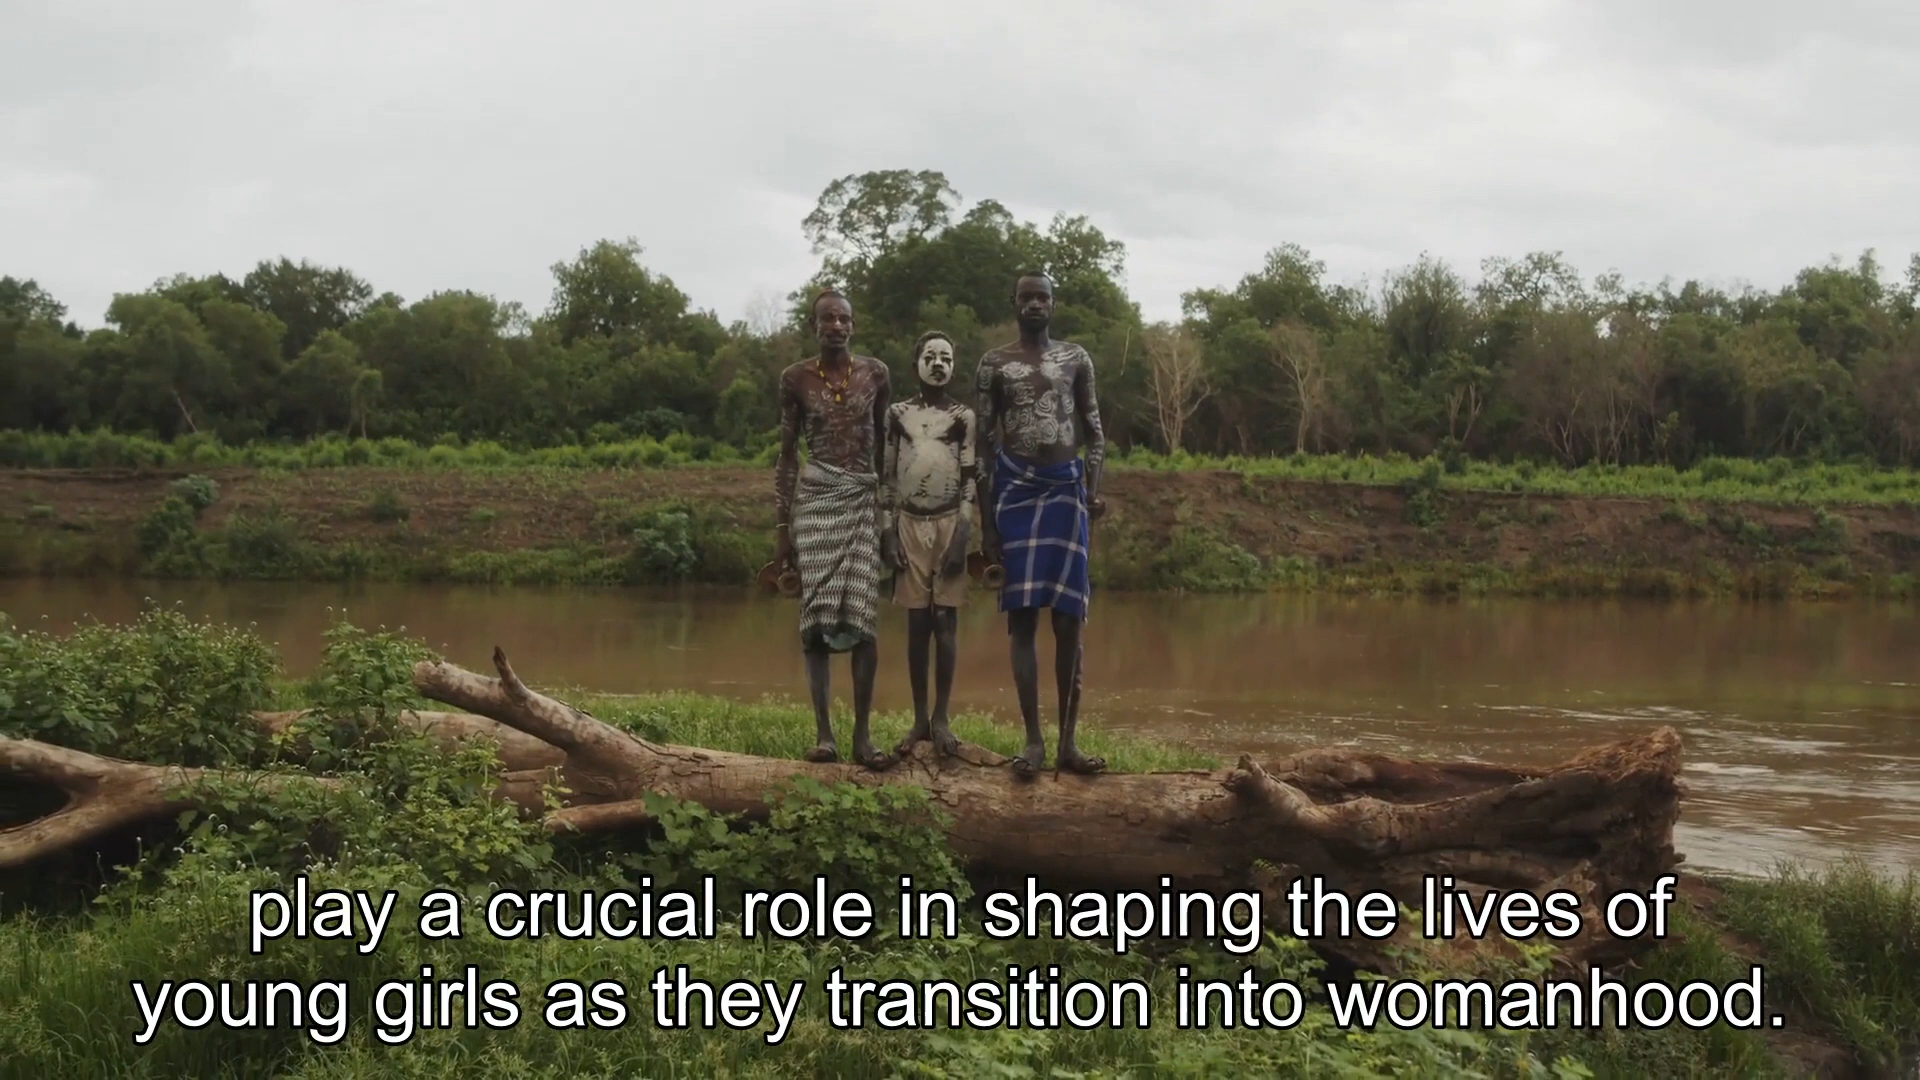 play a crucial role in shaping the lives of
young girls as they transition into womanhood.